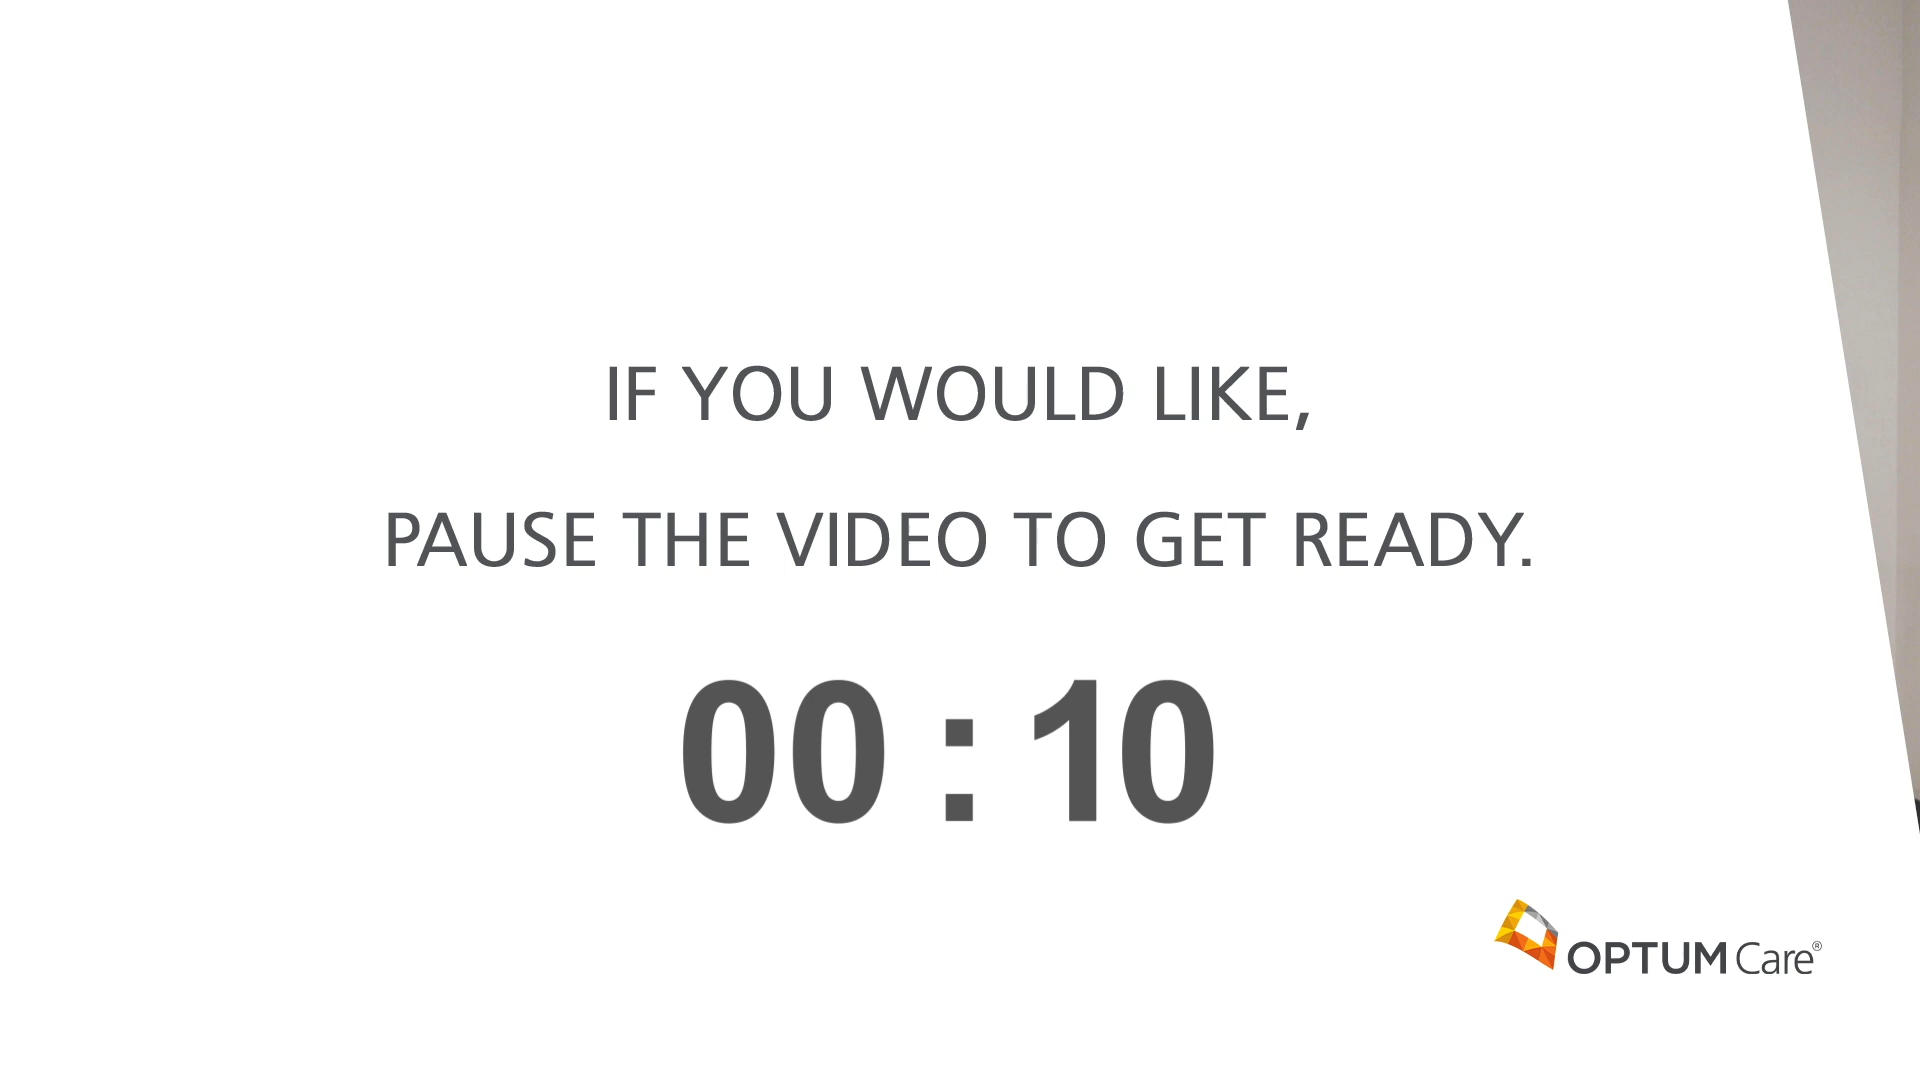 IF YOU WOULD LIKE,
PAUSE THE VIDEO TO GET READY.
00:10
OPTUM Care®